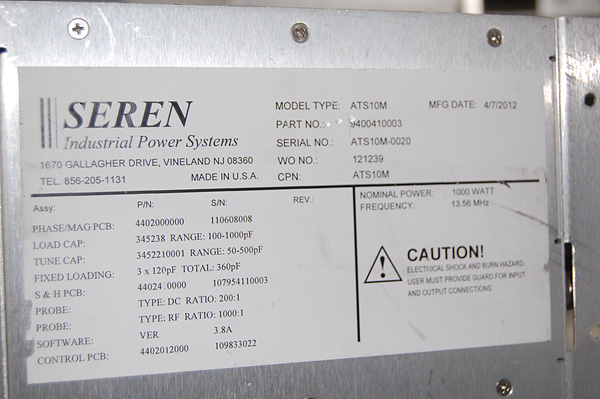 SEREN
Industrial Power Systems
1670 GALLAGHER DRIVE, VINELAND NJ 08360
TEL. 856-205-1131 MADE IN U.S.A.
MODEL TYPE: ATS10M MFG DATE: 4/7/2012
PART NO.: 9400410003
SERIAL NO.: ATS10M-0020
WO NO.: 121239
CPN: ATS10M
Assy: P/N: S/N: REV.:
PHASE/MAG PCB: 4402000000 110608008
LOAD CAP: 345238 RANGE: 100-1000pF
TUNE CAP: 3452210001 RANGE: 50-500pF
FIXED LOADING: 3 x 120pF TOTAL: 360pF
S & H PCB: 44024 0000 107954110003
PROBE: TYPE: DC RATIO: 200:1
PROBE: TYPE: RF RATIO: 1000:1
SOFTWARE: VER 3.8A
CONTROL PCB: 4402012000 109833022
NOMINAL POWER: 1000 WATT
FREQUENCY: 13.56 MHz
CAUTION!
ELECTRICAL SHOCK AND BURN HAZARD.
USER MUST PROVIDE GUARD FOR INPUT
AND OUTPUT CONNECTIONS